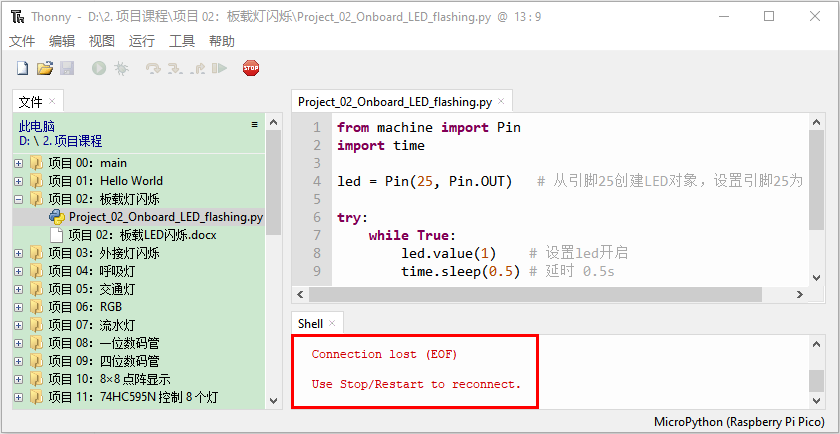 Thonny - D:\2. 项目课程\项目 02：板载灯闪烁\Project_02_Onboard_LED_flashing.py @ 13 : 9
文件 编辑 视图 运行 工具 帮助
STOP
文件
此电脑
D: \ 2. 项目课程
项目 00：main
项目 01：Hello World
项目 02：板载灯闪烁
Project_02_Onboard_LED_flashing.py
项目 02：板载LED闪烁.docx
项目 03：外接灯闪烁
项目 04：呼吸灯
项目 05：交通灯
项目 06：RGB
项目 07：流水灯
项目 08：一位数码管
项目 09：四位数码管
项目 10：8×8 点阵显示
项目 11：74HC595N 控制 8 个灯
Project_02_Onboard_LED_flashing.py
1 from machine import Pin
2 import time
3
4 led = Pin(25, Pin.OUT) # 从引脚25创建LED对象，设置引脚25为
5
6 try:
7 while True:
8 led.value(1) # 设置led开启
9 time.sleep(0.5) # 延时 0.5s
Shell
Connection lost (EOF)
Use Stop/Restart to reconnect.
MicroPython (Raspberry Pi Pico)